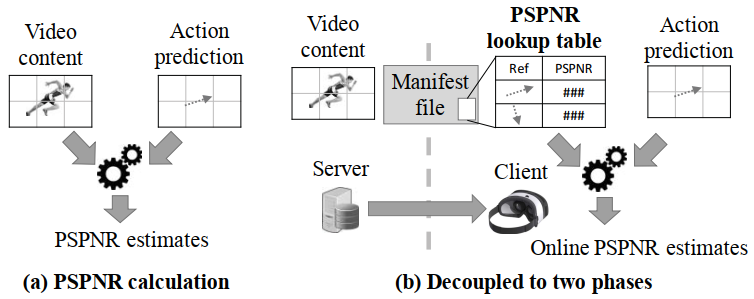 Video
content
Action
prediction
PSPNR estimates
(a) PSPNR calculation
Video
content
Manifest
file
PSPNR
lookup table
Ref PSPNR
###
###
Action
prediction
Server
Client
Online PSPNR estimates
(b) Decoupled to two phases